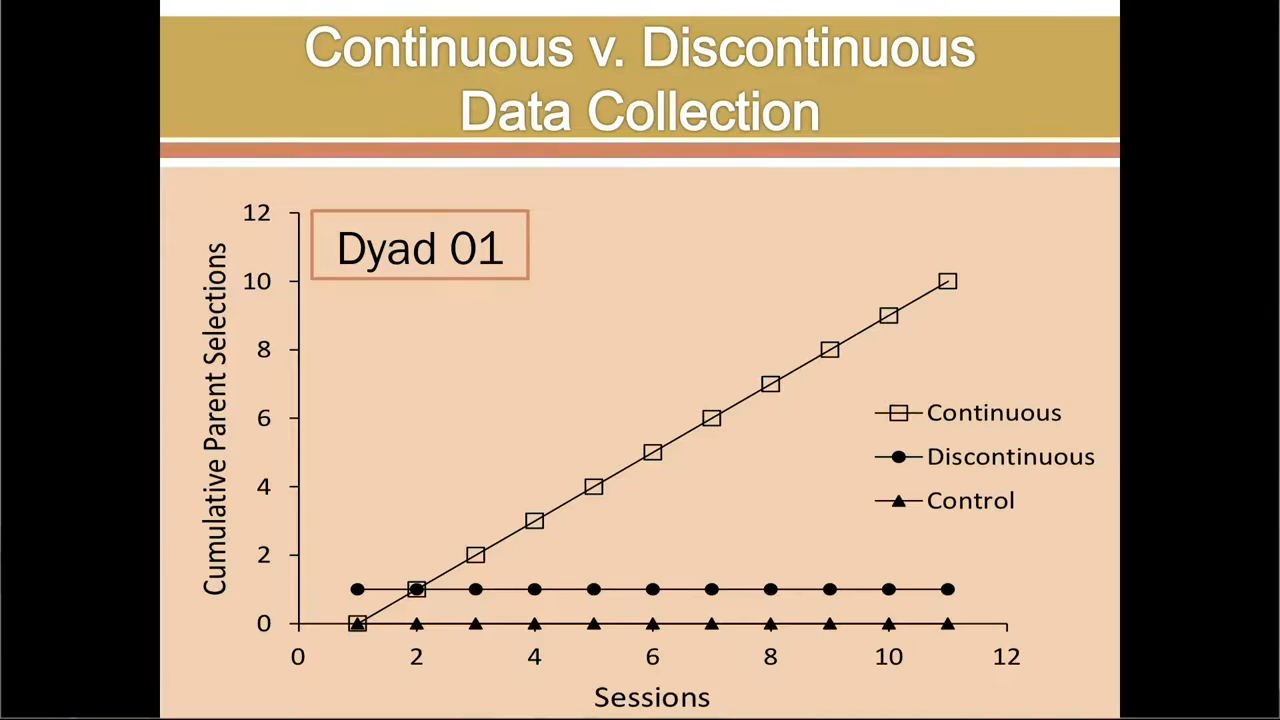 Continuous v. Discontinuous
Data Collection
Dyad 01
Cumulative Parent Selections
12
10
8
6
4
2
0
Continuous
Discontinuous
Control
0 2 4 6 8 10 12
Sessions